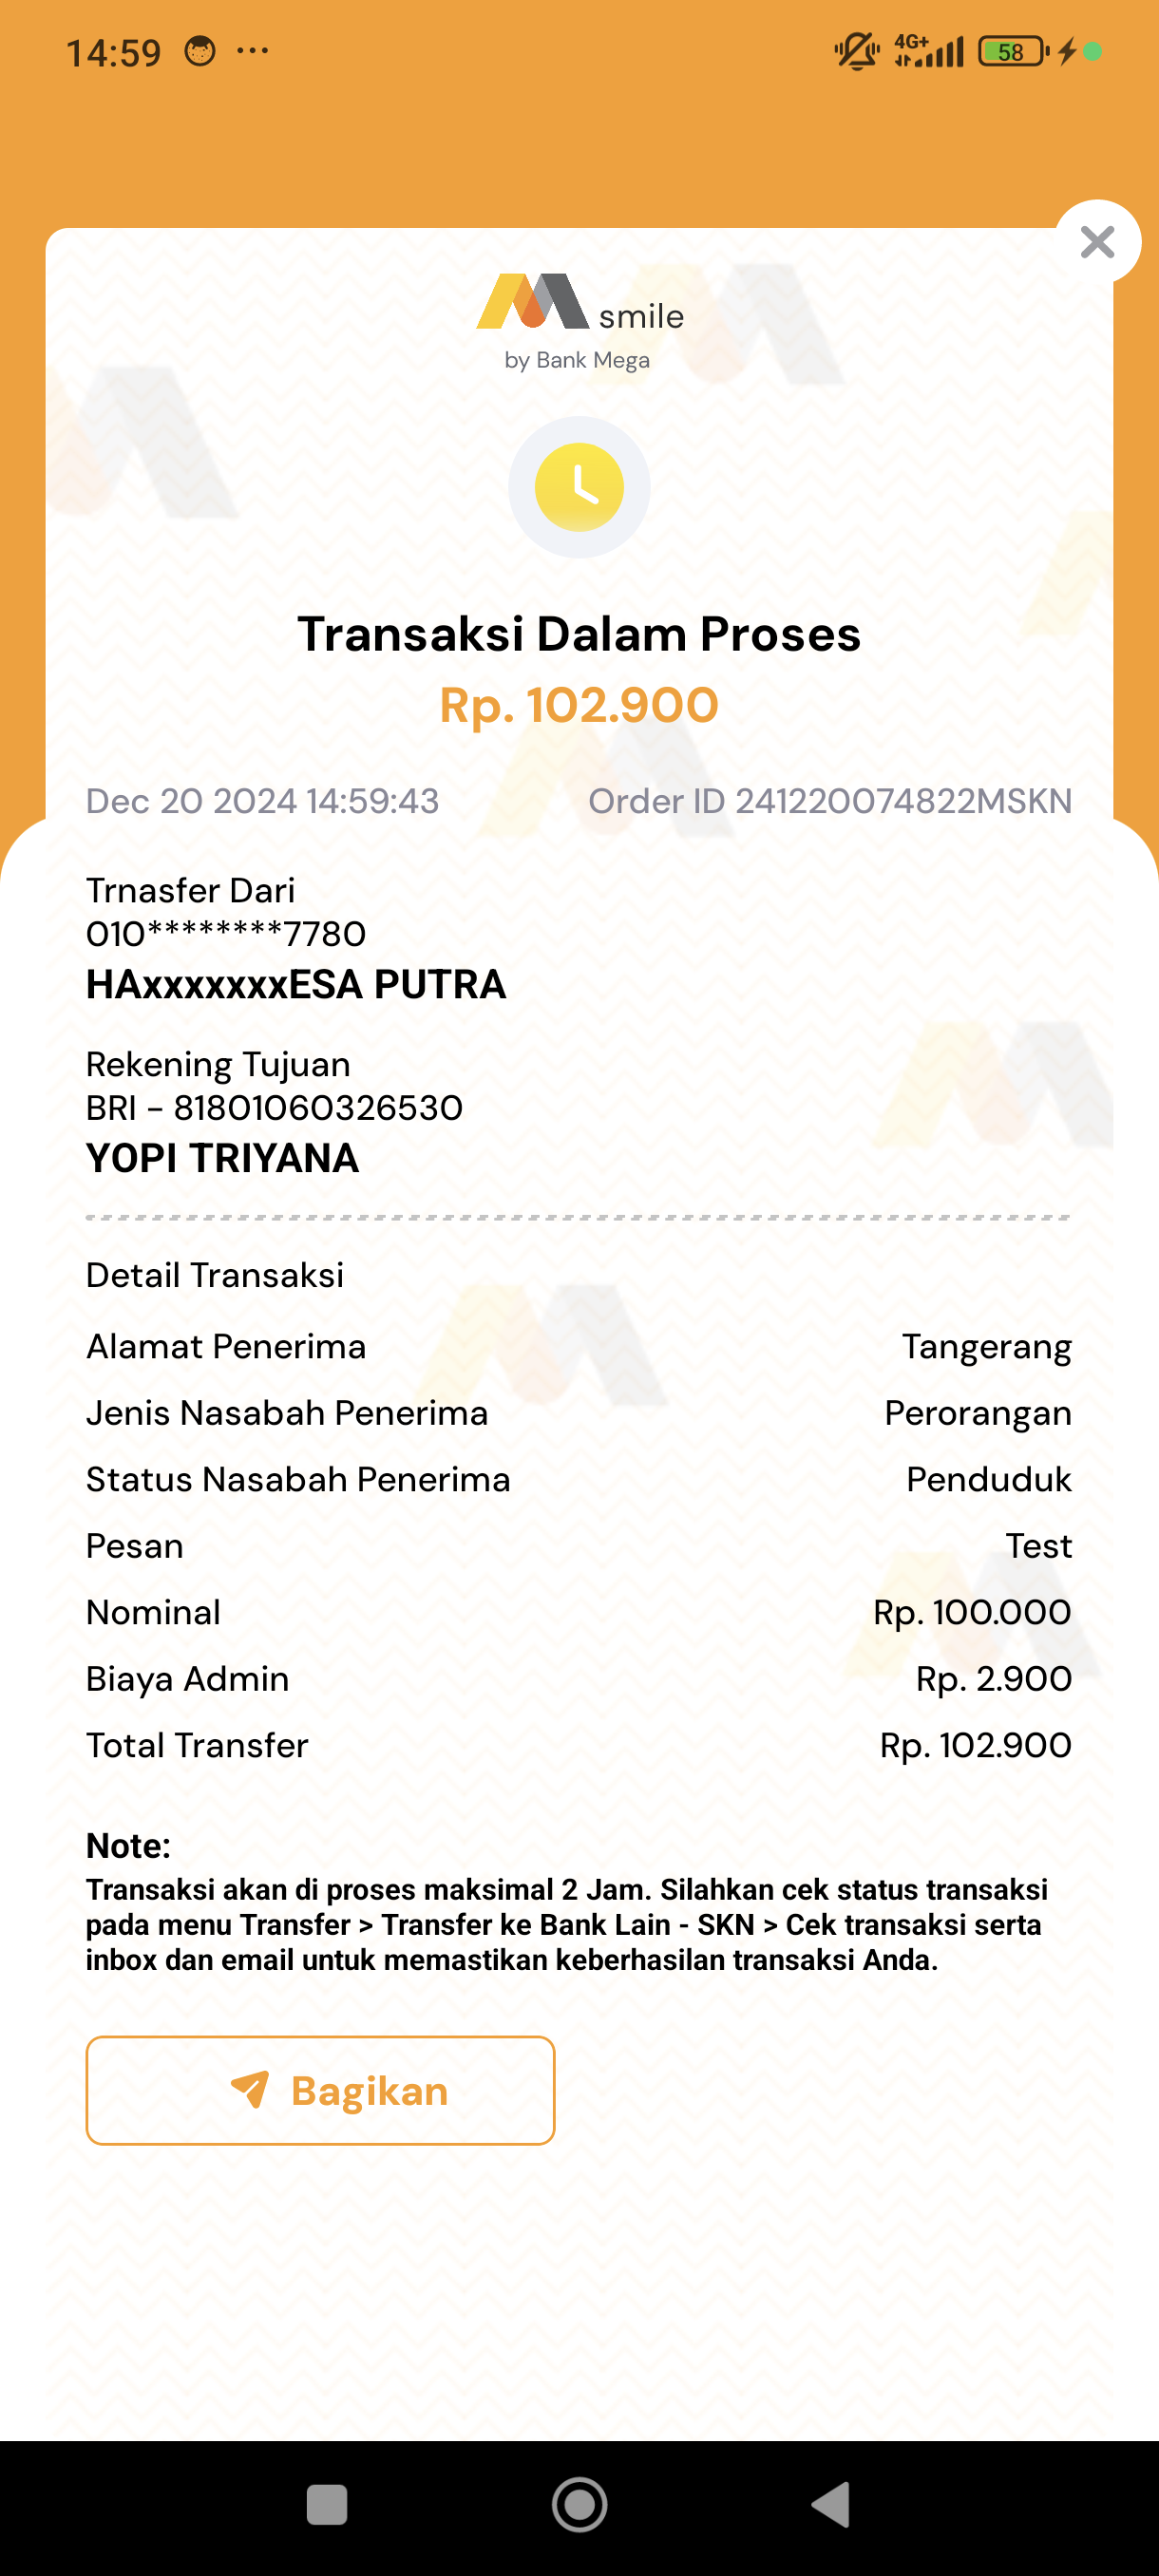 14:59 ... 4G+ 58
smile
by Bank Mega
Transaksi Dalam Proses
Rp. 102.900
Dec 20 2024 14:59:43 Order ID 241220074822MSKN
Trnasfer Dari
010********7780
HAxxxxxxxESA PUTRA
Rekening Tujuan
BRI - 81801060326530
YOPI TRIYANA
Detail Transaksi
Alamat Penerima Tangerang
Jenis Nasabah Penerima Perorangan
Status Nasabah Penerima Penduduk
Pesan Test
Nominal Rp. 100.000
Biaya Admin Rp. 2.900
Total Transfer Rp. 102.900
Note:
Transaksi akan di proses maksimal 2 Jam. Silahkan cek status transaksi
pada menu Transfer > Transfer ke Bank Lain - SKN > Cek transaksi serta
inbox dan email untuk memastikan keberhasilan transaksi Anda.
Bagikan